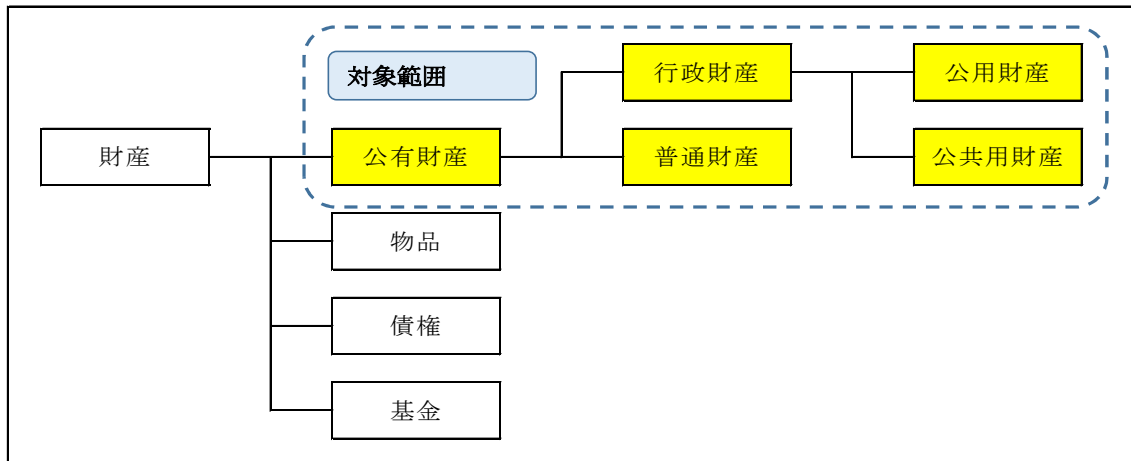 対象範囲
行政財産
公用財産
財産
公有財産
普通財産
公共用財産
物品
債権
基金